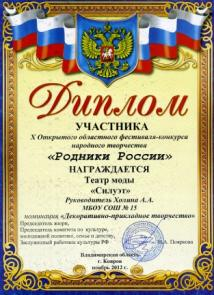 Диплом
УЧАСТНИКА
X Открытого областного фестиваля-конкурса
народного творчества
«Родники России»
НАГРАЖДАЕТСЯ
Театр моды
«Силуэт»
Руководитель Холина А.А.
МБОУ СОШ № 15
номинация «Декоративно-прикладное творчество»
Председатель жюри,
Председатель комитета по культуре,
молодежной политике, семье и детству,
Заслуженный работник культуры РФ
Владимирская область,
г. Ковров
ноябрь 2012 г.